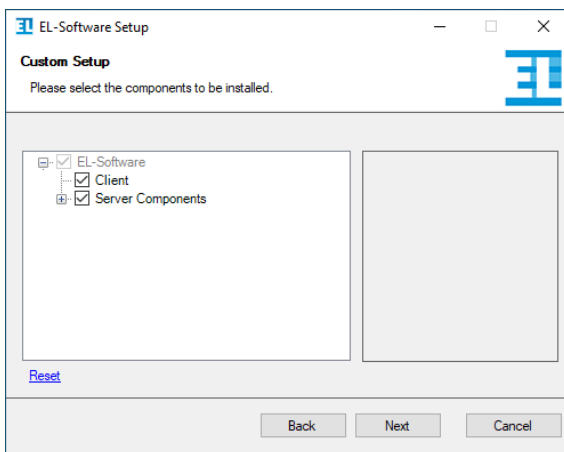 EL-Software Setup
Custom Setup
Please select the components to be installed.
EL-Software
Client
Server Components
Reset
Back Next Cancel